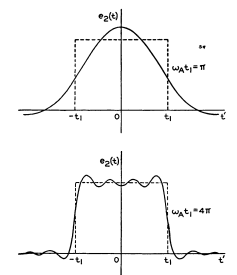 e₂(t)
ω_A t₁ = π
-t₁ 0 t₁ t'
e₂(t)
ω_A t₁ = 4π
-t₁ 0 t₁ t'